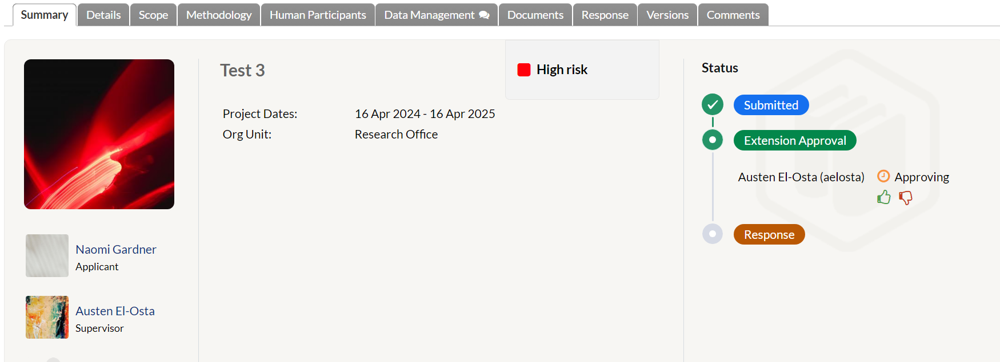 Summary
Details
Scope
Methodology
Human Participants
Data Management
Documents
Response
Versions
Comments
Test 3
High risk
Project Dates: 16 Apr 2024 - 16 Apr 2025
Org Unit: Research Office
Naomi Gardner
Applicant
Austen El-Osta
Supervisor
Status
Submitted
Extension Approval
Austen El-Osta (aelosta) Approving
Response